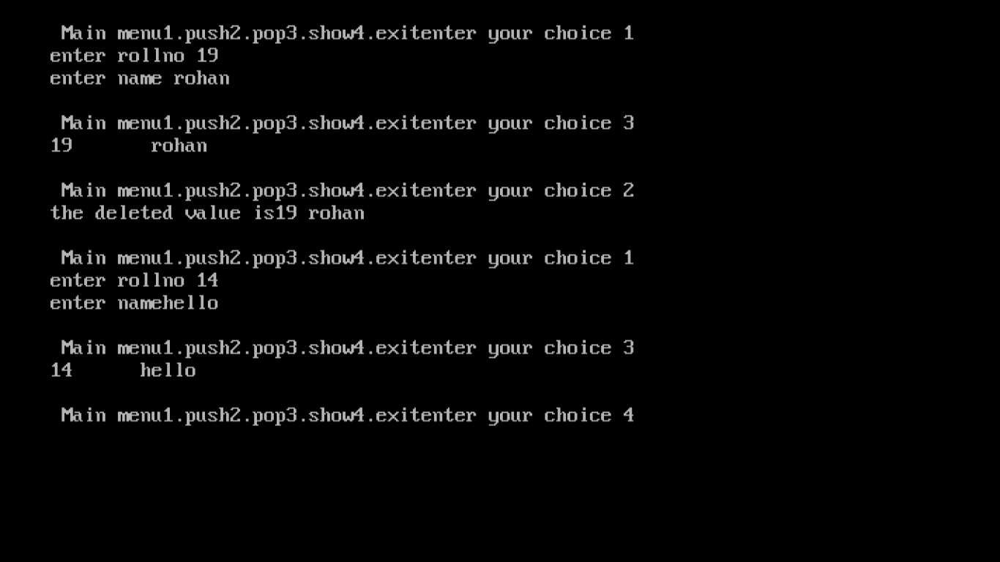 Main menu1.push2.pop3.show4.exitenter your choice 1
enter rollno 19
enter name rohan
Main menu1.push2.pop3.show4.exitenter your choice 3
19 rohan
Main menu1.push2.pop3.show4.exitenter your choice 2
the deleted value is19 rohan
Main menu1.push2.pop3.show4.exitenter your choice 1
enter rollno 14
enter namehello
Main menu1.push2.pop3.show4.exitenter your choice 3
14 hello
Main menu1.push2.pop3.show4.exitenter your choice 4